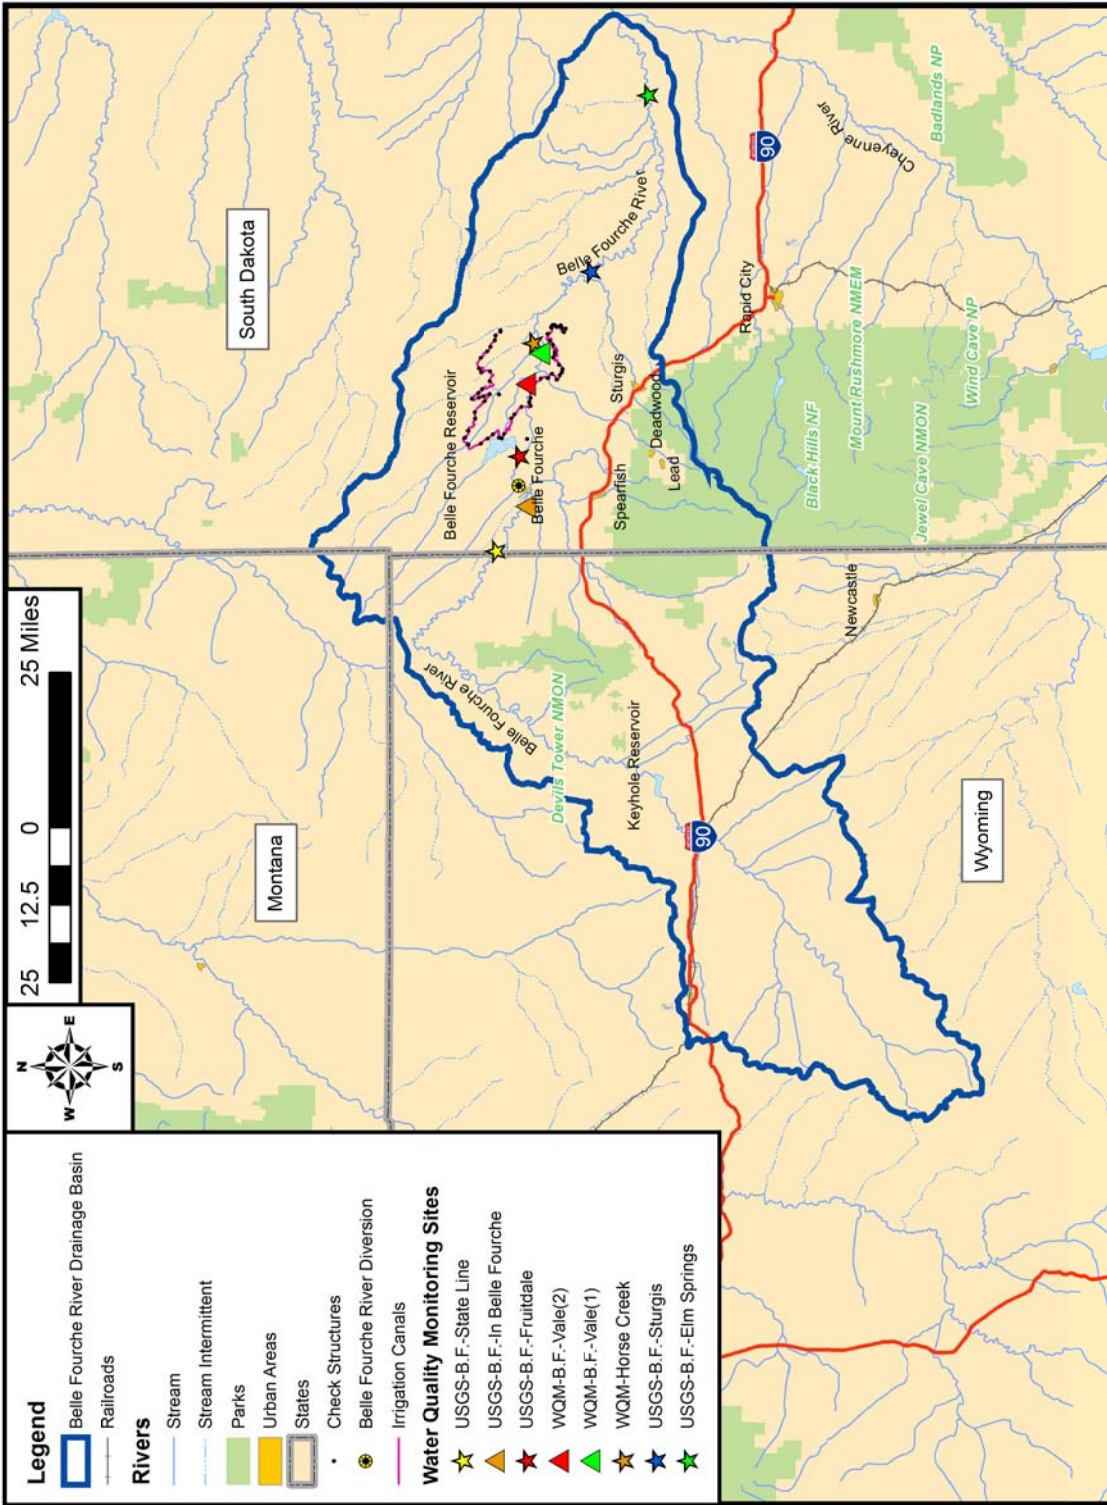 Legend
Belle Fourche River Drainage Basin
Railroads
Rivers
Stream
Stream Intermittent
Parks
Urban Areas
States
Check Structures
Belle Fourche River Diversion
Irrigation Canals
Water Quality Monitoring Sites
USGS-B.F.-State Line
USGS-B.F.-In Belle Fourche
USGS-B.F.-Fruitdale
WQM-B.F.-Vale(2)
WQM-B.F.-Vale(1)
WQM-Horse Creek
USGS-B.F.-Sturgis
USGS-B.F.-Elm Springs
N
W
E
S
25
12.5
0
25 Miles
Montana
South Dakota
Wyoming
Belle Fourche River
Devils Tower NMON
Keyhole Reservoir
90
Newcastle
Belle Fourche Reservoir
Belle Fourche
Belle Fourche River
Spearfish
Lead
Deadwood
Sturgis
Rapid City
90
Black Hills NF
Mount Rushmore NMEM
Jewel Cave NMON
Wind Cave NP
Cheyenne River
Badlands NP